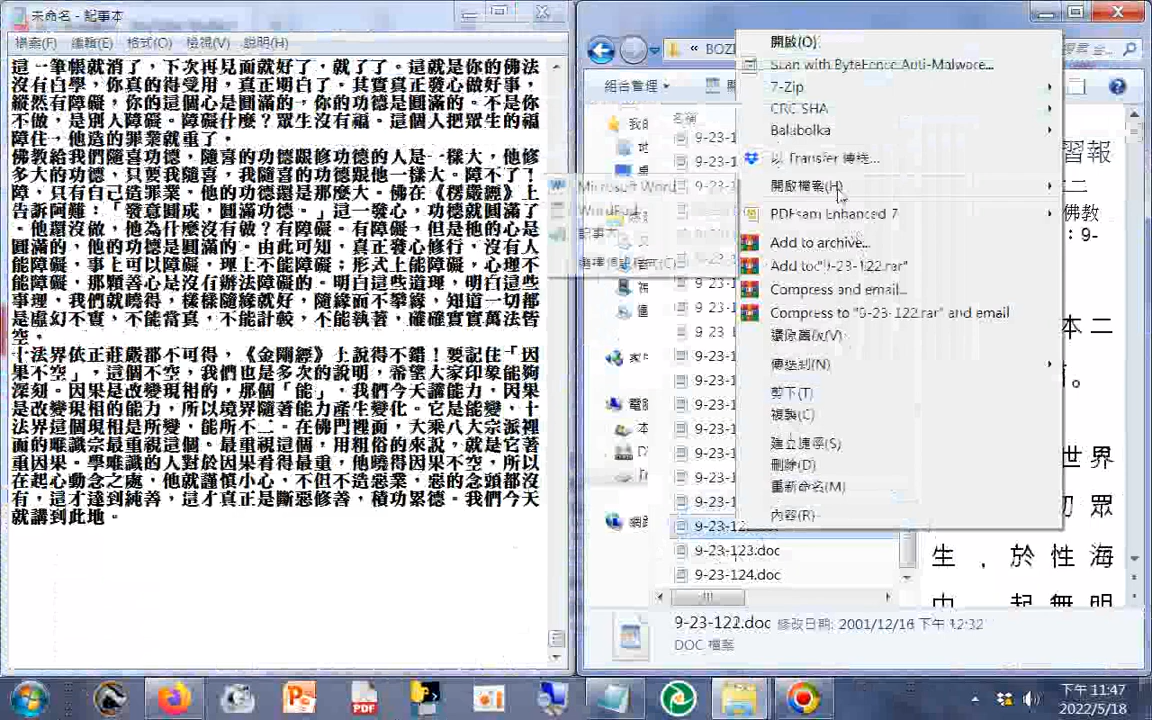 未命名 - 記事本
檔案(F) 編輯(E) 格式(O) 檢視(V) 說明(H)
這一筆帳就消了，下次再見面就好了，就了了。這就是你的佛法
沒有白學，你真的得受用，真正明白了。其實真正發心做好事，
縱然有障礙，你的這個心是圓滿的，你的功德是圓滿的。不是你
不做，是別人障礙。障礙什麼？眾生沒有福。這個人把眾生的福
障住，他造的罪業就重了。
佛教給我們隨喜功德，隨喜的功德跟修功德的人是一樣大，他修
多大的功德，只要我隨喜，我隨喜的功德跟他一樣大。障不了！
障，只有自己造罪業，他的功德還是那麼大。佛在《楞嚴經》上
告訴阿難：「發意圓成，圓滿功德。」這一發心，功德就圓滿了
。他還沒做，他為什麼沒有做？有障礙。有障礙，但是他的心是
圓滿的，他的功德是圓滿的。由此可知，真正發心修行，沒有人
能障礙，事上可以障礙，理上不能障礙；形式上能障礙，心理不
能障礙，那顆善心是沒有辦法障礙的。明白這些道理，明白這些
事理，我們就曉得，樣樣隨緣就好，隨緣而不攀緣，知道一切都
是虛幻不實，不能當真，不能計較，不能執著，確確實實萬法皆
空。
十法界依正莊嚴都不可得，《金剛經》上說得不錯！要記住「因
果不空」，這個不空，我們也是多次的說明，希望大家印象能夠
深刻。因果是改變現相的，那個「能」，我們今天講能力，因果
是改變現相的能力，所以境界隨著能力產生變化。它是能變，十
法界這個現相是所變，能所不二。在佛門裡面，大乘八大宗派裡
面的唯識宗最重視這個。最重視這個，用粗俗的來說，就是它著
重因果。學唯識的人對於因果看得最重，他曉得因果不空，所以
在起心動念之處，他就謹慎小心，不但不造惡業，惡的念頭都沒
有，這才達到純善，這才真正是斷惡修善，積功累德。我們今天
就講到此地。
« BOZ
組合管理
名稱
開啟(O)
Scan with ByteFence Anti-Malware...
7-Zip
CRC SHA
Balabolka
以 Transfer 傳送...
開啟檔案(H)
PDFsam Enhanced 7
Add to archive...
Add to "9-23-122.rar"
Compress and email...
Compress to "9-23-122.rar" and email
還原舊版(V)
傳送到(N)
剪下(T)
複製(C)
建立捷徑(S)
刪除(D)
重新命名(M)
內容(R)
Microsoft Word
WordPad
記事本
選擇預設程式(C)...
9-23-123.doc
9-23-124.doc
習報
二
佛教
：9-
本二
。
世界
眾
生，於性海
中 起無明
9-23-122.doc 修改日期: 2001/12/16 下午 12:32
DOC 檔案
下午 11:47
2022/5/18